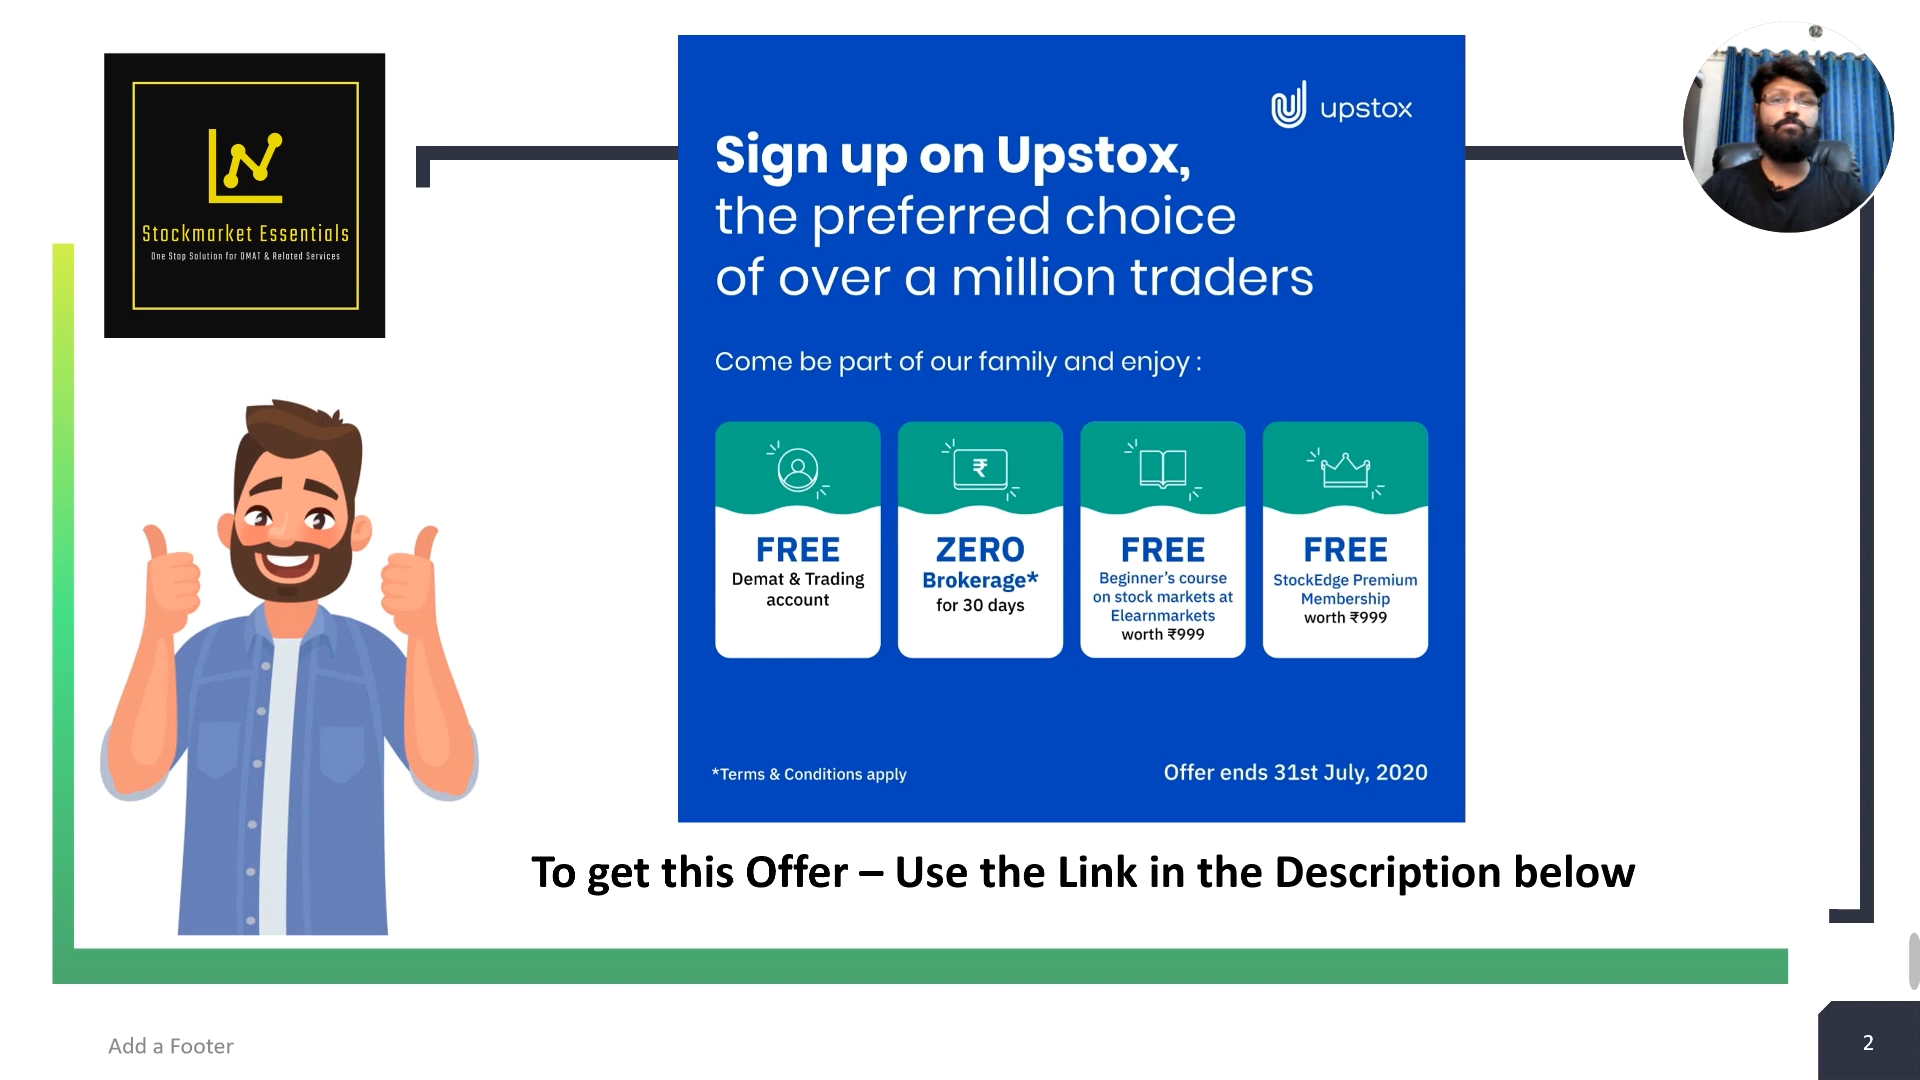 Stockmarket Essentials
One Stop Solution for DMAT & Related Services
upstox
Sign up on Upstox,
the preferred choice
of over a million traders
Come be part of our family and enjoy :
FREE
Demat & Trading
account
ZERO
Brokerage*
for 30 days
FREE
Beginner's course
on stock markets at
Elearnmarkets
worth ₹999
FREE
StockEdge Premium
Membership
worth ₹999
*Terms & Conditions apply
Offer ends 31st July, 2020
To get this Offer – Use the Link in the Description below
Add a Footer
2